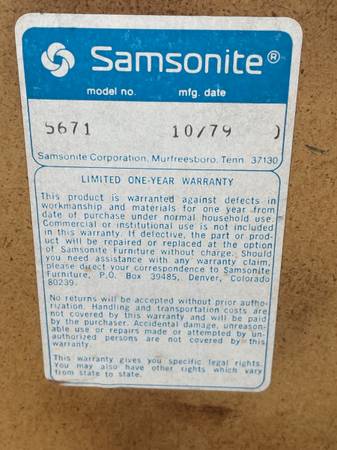 Samsonite®
model no. mfg. date
5671 10/79 )
Samsonite Corporation, Murfreesboro, Tenn. 37130
LIMITED ONE-YEAR WARRANTY
This product is warranted against defects in
workmanship and materials for one year from
date of purchase under normal household use.
Commercial or institutional use is not included
in this warranty. If defective, the part or prod-
uct will be repaired or replaced at the option
of Samsonite Furniture without charge. Should
you need assistance with any warranty claim,
please direct your correspondence to Samsonite
Furniture, P.O. Box 39485, Denver, Colorado
80239.
No returns will be accepted without prior autho-
rization. Handling and transportation costs are
not covered by this warranty and will be paid
by the purchaser. Accidental damage, unreason-
able use or repairs made or attempted by un-
authorized persons are not covered by this
warranty.
This warranty gives you specific legal rights.
You may also have other rights which vary
from state to state.